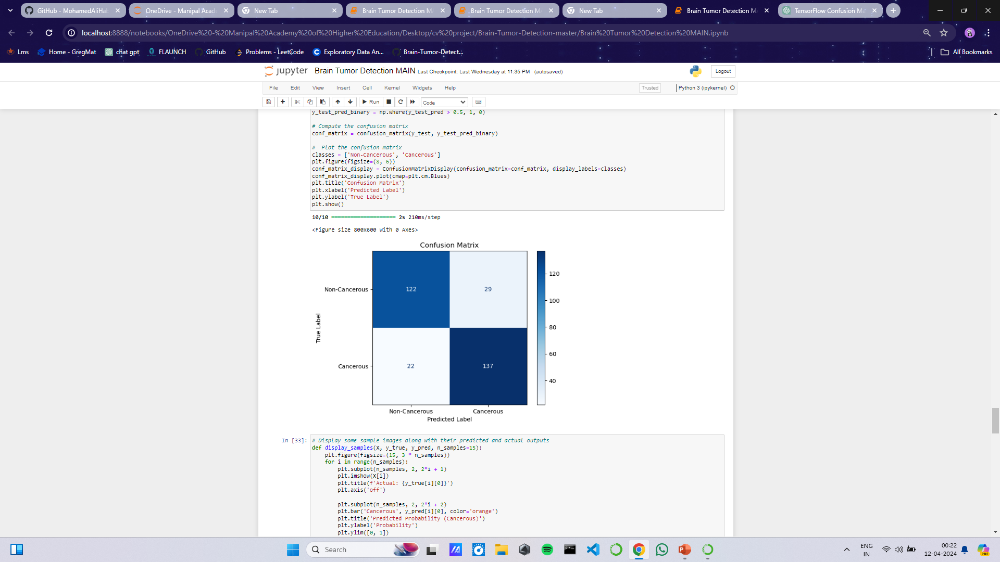 GitHub - MohamedAliHab
OneDrive - Manipal Acade
New Tab
Brain Tumor Detection M
Brain Tumor Detection M
New Tab
Brain Tumor Detection M
TensorFlow Confusion Ma
localhost:8888/notebooks/OneDrive%20-%20Manipal%20Academy%20of%20Higher%20Education/Desktop/cv%20project/Brain-Tumor-Detection-master/Brain%20Tumor%20Detection%20MAIN.ipynb
Lms
Home - GregMat
chat gpt
FLAUNCH
GitHub
Problems - LeetCode
Exploratory Data An...
Brain-Tumor-Detect...
All Bookmarks
jupyter Brain Tumor Detection MAIN Last Checkpoint: Last Wednesday at 11:35 PM (autosaved)
Logout
File Edit View Insert Cell Kernel Widgets Help
Trusted
Python 3 (ipykernel)
Run
Code
y_test_pred_binary = np.where(y_test_pred > 0.5, 1, 0)
# Compute the confusion matrix
conf_matrix = confusion_matrix(y_test, y_test_pred_binary)
#  Plot the confusion matrix
classes = ['Non-Cancerous', 'Cancerous']
plt.figure(figsize=(8, 6))
conf_matrix_display = ConfusionMatrixDisplay(confusion_matrix=conf_matrix, display_labels=classes)
conf_matrix_display.plot(cmap=plt.cm.Blues)
plt.title('Confusion Matrix')
plt.xlabel('Predicted Label')
plt.ylabel('True Label')
plt.show()
10/10 ━━━━━━━━━━━━━━━━━━━━ 2s 210ms/step
<Figure size 800x600 with 0 Axes>
Confusion Matrix
Non-Cancerous
122
29
120
100
80
True Label
60
Cancerous
22
137
40
Non-Cancerous
Cancerous
Predicted Label
In [33]:
# Display some sample images along with their predicted and actual outputs
def display_samples(X, y_true, y_pred, n_samples=15):
    plt.figure(figsize=(15, 3 * n_samples))
    for i in range(n_samples):
        plt.subplot(n_samples, 2, 2*i + 1)
        plt.imshow(X[i])
        plt.title(f'Actual: {y_true[i][0]}')
        plt.axis('off')
        plt.subplot(n_samples, 2, 2*i + 2)
        plt.bar('Cancerous', y_pred[i][0], color='orange')
        plt.title('Predicted Probability (Cancerous)')
        plt.ylabel('Probability')
        plt.ylim([0, 1])
Search
ENG
IN
00:22
12-04-2024
PRE